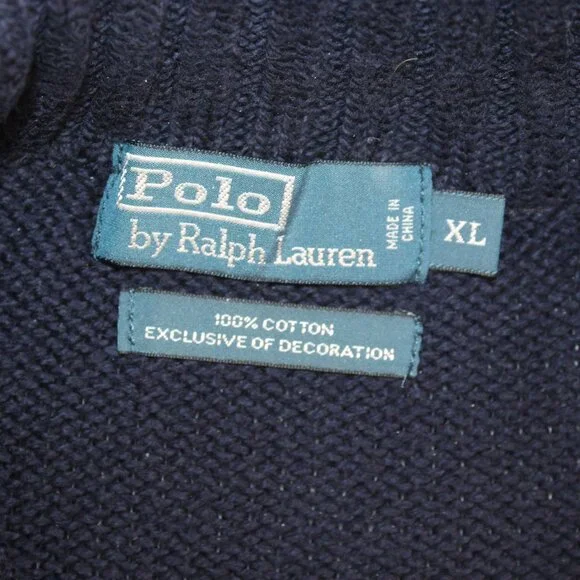 Polo
by Ralph Lauren
MADE IN
CHINA
XL
100% COTTON
EXCLUSIVE OF DECORATION